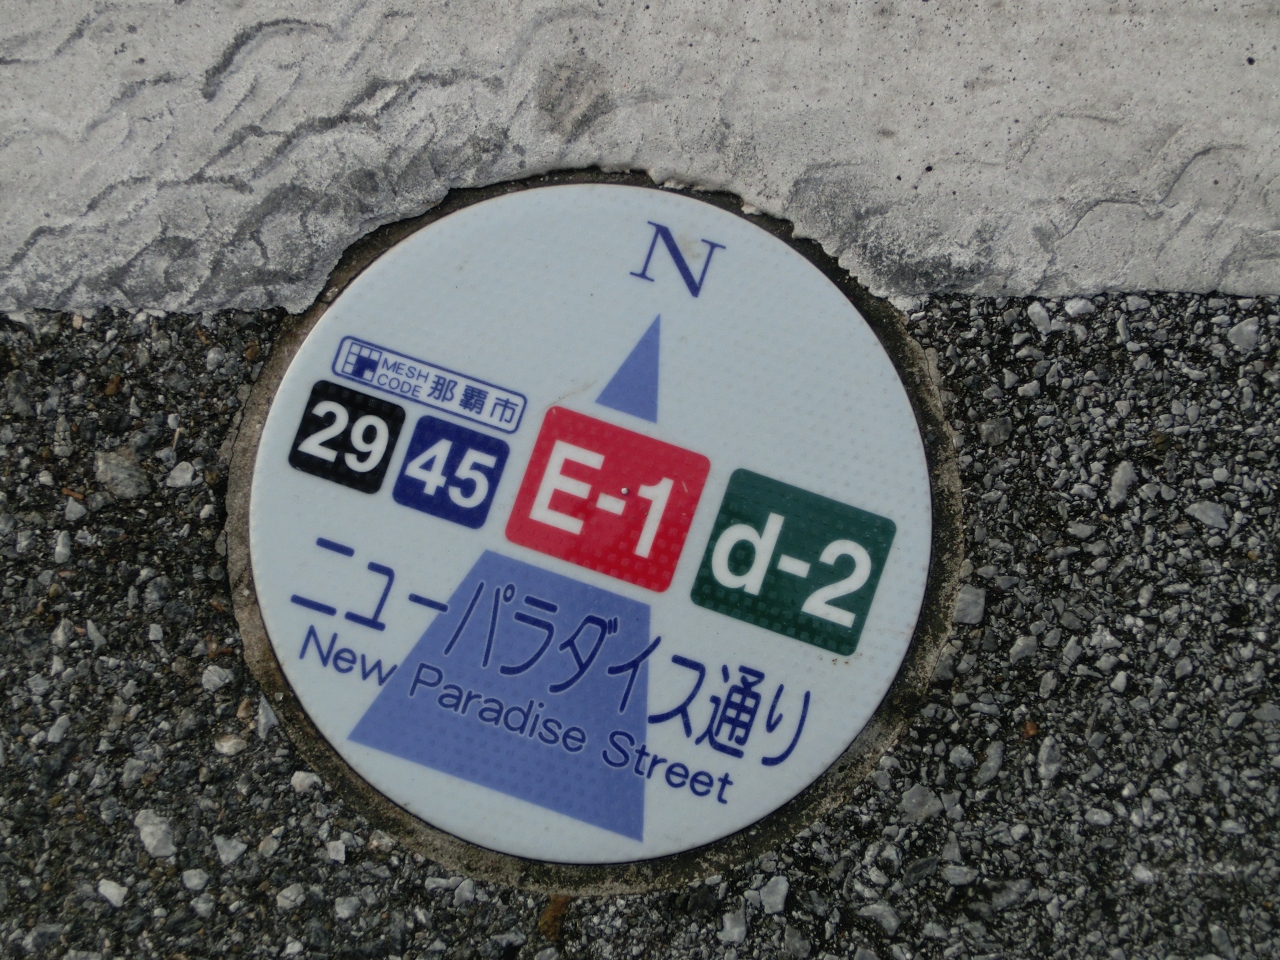 N
MESH
CODE 那覇市
29 45 E-1 d-2
ニューパラダイス通り
New Paradise Street